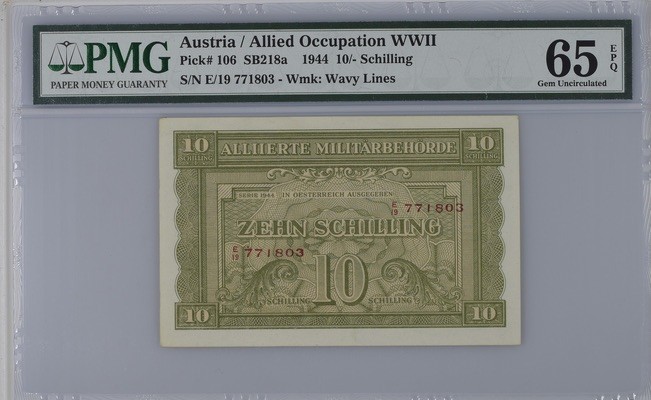 PMG
PAPER MONEY GUARANTY
Austria / Allied Occupation WWII
Pick# 106 SB218a 1944 10/- Schilling
S/N E/19 771803 - Wmk: Wavy Lines
65 EPQ
Gem Uncirculated
10 ALLIIERTE MILITÄRBEHÖRDE 10
SCHILLING SCHILLING
SERIE 1944 IN OESTERREICH AUSGEGEBEN
E/19 771803
ZEHN SCHILLING
E/19 771803
10
SCHILLING SCHILLING
10 10